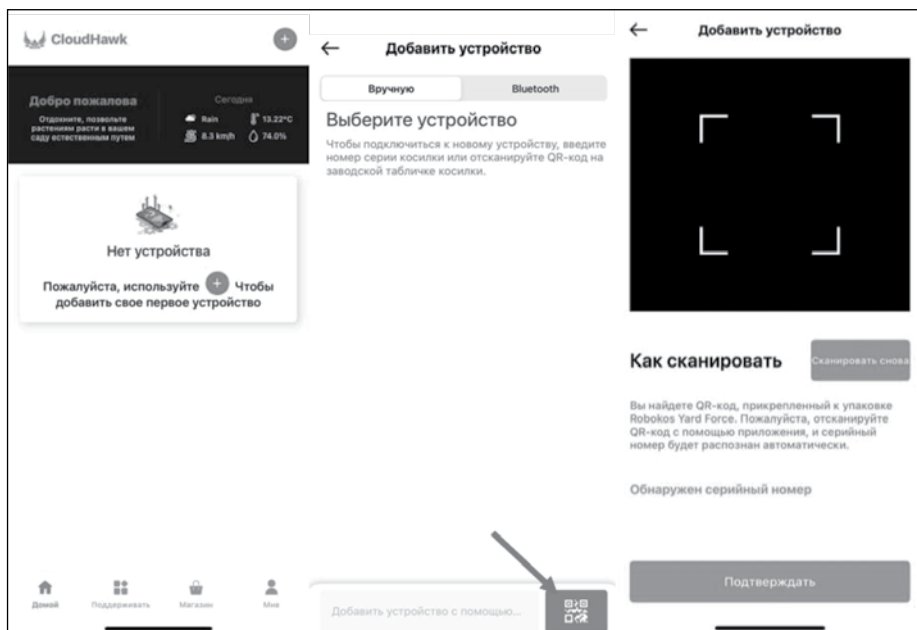 CloudHawk
Добро пожалова
Отдохните, позвольте
растениям расти в вашем
саду естественным путем
Сегодня
Rain
13.22°C
8.3 km/h
74.0%
Нет устройства
Пожалуйста, используйте + Чтобы
добавить свое первое устройство
Домой
Поддерживать
Магазин
Мне
Добавить устройство
Вручную
Bluetooth
Выберите устройство
Чтобы подключиться к новому устройству, введите
номер серии косилки или отсканируйте QR-код на
заводской табличке косилки.
Добавить устройство с помощью...
Добавить устройство
Как сканировать
Сканировать снова
Вы найдете QR-код, прикрепленный к упаковке
Robokos Yard Force. Пожалуйста, отсканируйте
QR-код с помощью приложения, и серийный
номер будет распознан автоматически.
Обнаружен серийный номер
Подтверждать